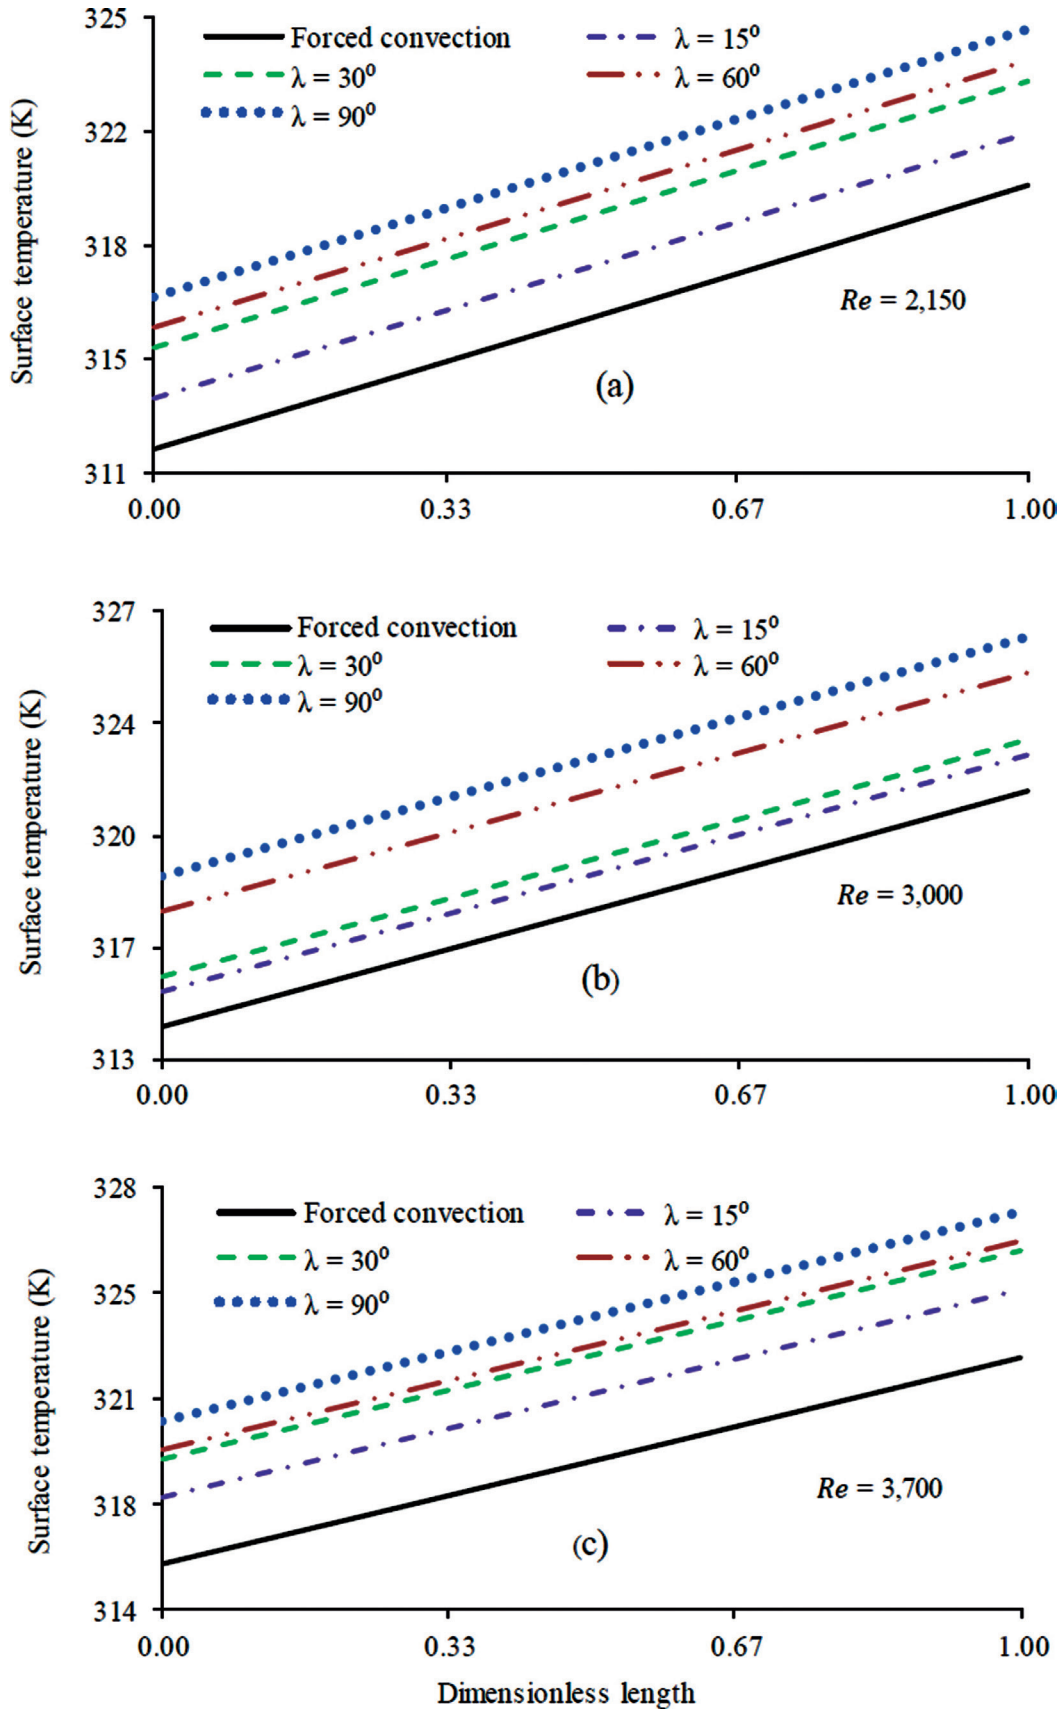 325
322
318
315
311
Surface temperature (K)
Forced convection
λ = 15⁰
λ = 30⁰
λ = 60⁰
λ = 90⁰
Re = 2,150
(a)
0.00 0.33 0.67 1.00
327
324
320
317
313
Surface temperature (K)
Forced convection
λ = 15⁰
λ = 30⁰
λ = 60⁰
λ = 90⁰
Re = 3,000
(b)
0.00 0.33 0.67 1.00
328
325
321
318
314
Surface temperature (K)
Forced convection
λ = 15⁰
λ = 30⁰
λ = 60⁰
λ = 90⁰
Re = 3,700
(c)
0.00 0.33 0.67 1.00
Dimensionless length